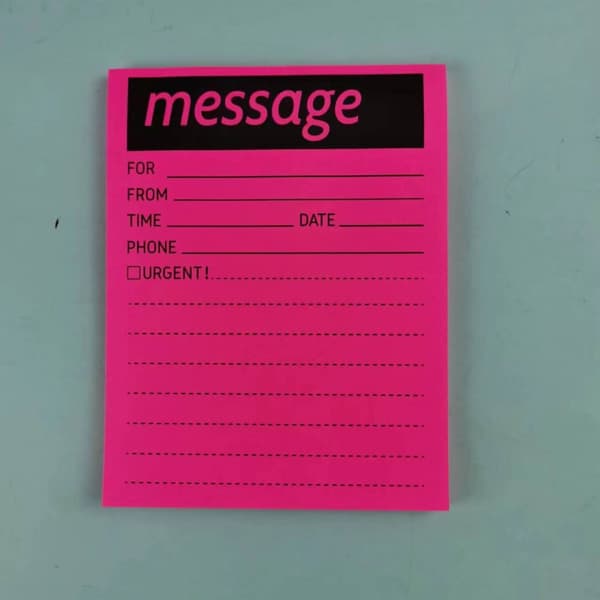 message
FOR
FROM
TIME DATE
PHONE
URGENT!